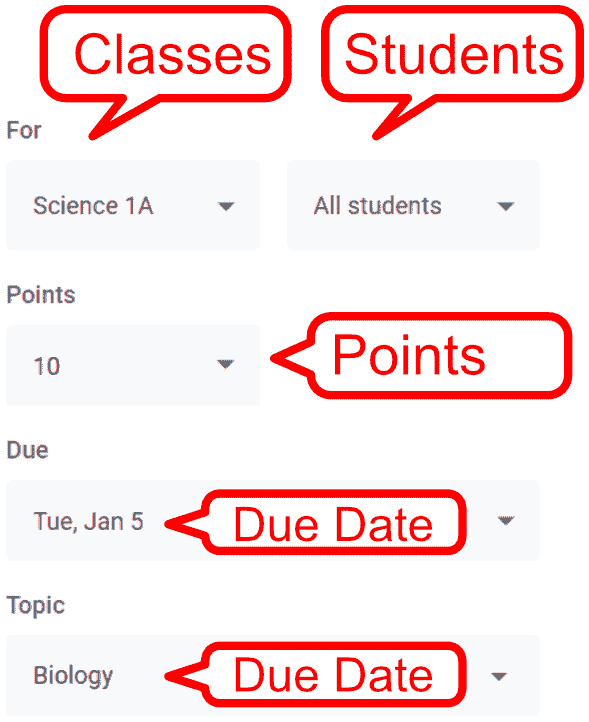 Classes Students
For
Science 1A All students
Points
10 Points
Due
Tue, Jan 5 Due Date
Topic
Biology Due Date